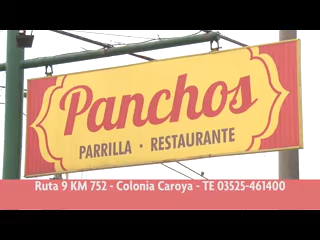 Panchos
PARRILLA · RESTAURANTE
Ruta 9 KM 752 - Colonia Caroya - TE 03525-461400